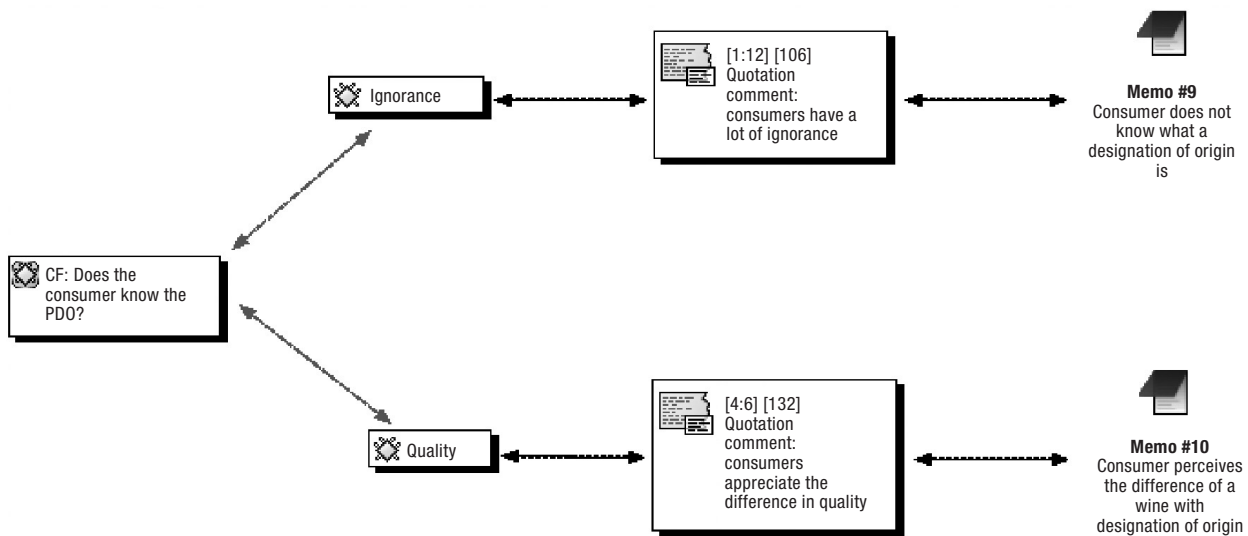 Ignorance
[1:12] [106]
Quotation
comment:
consumers have a
lot of ignorance
Memo #9
Consumer does not
know what a
designation of origin
is
CF: Does the
consumer know the
PDO?
Quality
[4:6] [132]
Quotation
comment:
consumers
appreciate the
difference in quality
Memo #10
Consumer perceives
the difference of a
wine with
designation of origin